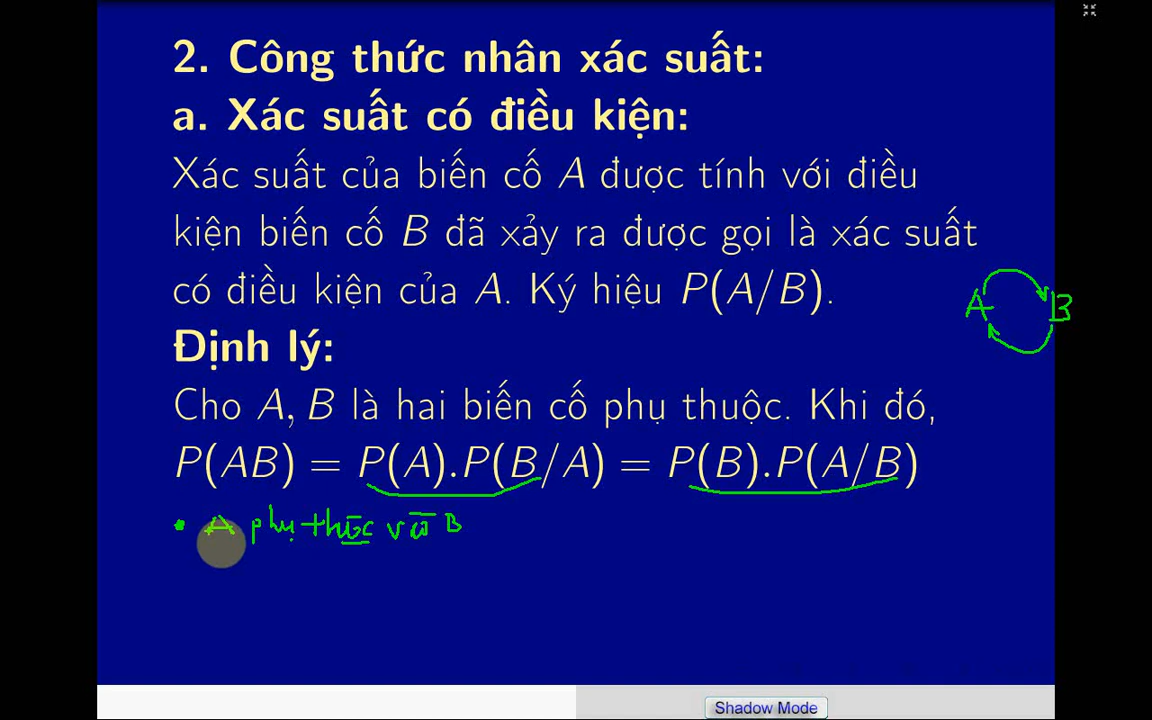 2. Công thức nhân xác suất:
a. Xác suất có điều kiện:
Xác suất của biến cố A được tính với điều
kiện biến cố B đã xảy ra được gọi là xác suất
có điều kiện của A. Ký hiệu P(A/B).
A B
Định lý:
Cho A, B là hai biến cố phụ thuộc. Khi đó,
P(AB) = P(A).P(B/A) = P(B).P(A/B)
• A phụ thuộc vào B
Shadow Mode